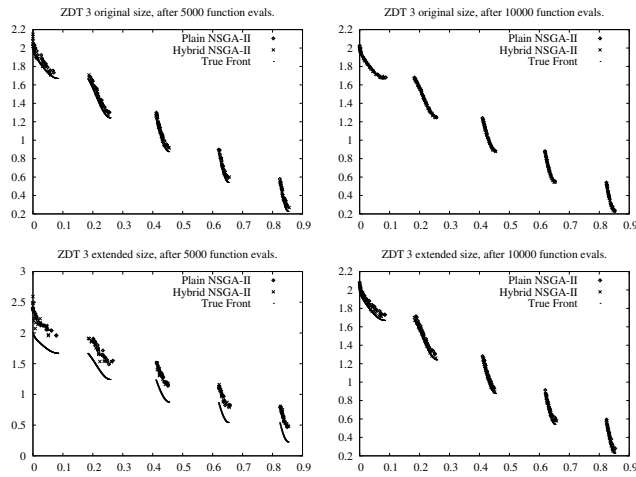 ZDT 3 original size, after 5000 function evals.
2.2
2
1.8
1.6
1.4
1.2
1
0.8
0.6
0.4
0.2
0 0.1 0.2 0.3 0.4 0.5 0.6 0.7 0.8 0.9
Plain NSGA-II
Hybrid NSGA-II
True Front
ZDT 3 original size, after 10000 function evals.
2.2
2
1.8
1.6
1.4
1.2
1
0.8
0.6
0.4
0.2
0 0.1 0.2 0.3 0.4 0.5 0.6 0.7 0.8 0.9
Plain NSGA-II
Hybrid NSGA-II
True Front
ZDT 3 extended size, after 5000 function evals.
3
2.5
2
1.5
1
0.5
0
0 0.1 0.2 0.3 0.4 0.5 0.6 0.7 0.8 0.9
Plain NSGA-II
Hybrid NSGA-II
True Front
ZDT 3 extended size, after 10000 function evals.
2.2
2
1.8
1.6
1.4
1.2
1
0.8
0.6
0.4
0.2
0 0.1 0.2 0.3 0.4 0.5 0.6 0.7 0.8 0.9
Plain NSGA-II
Hybrid NSGA-II
True Front